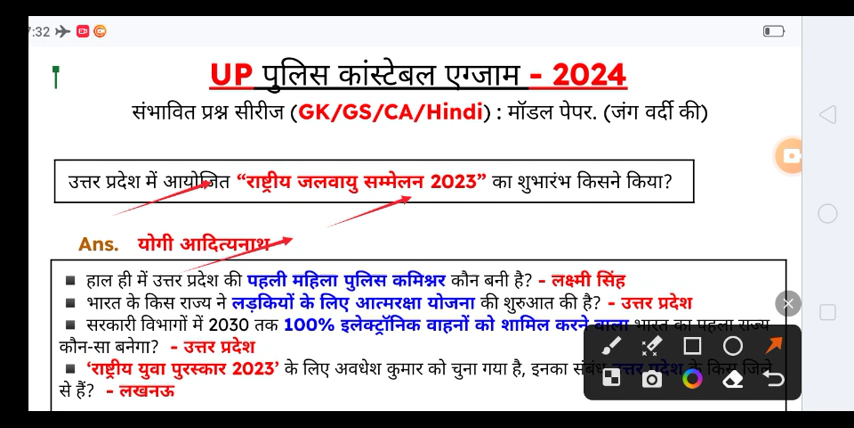 :32
UP पुलिस कांस्टेबल एग्जाम - 2024
संभावित प्रश्न सीरीज (GK/GS/CA/Hindi) : मॉडल पेपर. (जंग वर्दी की)
उत्तर प्रदेश में आयोजित “राष्ट्रीय जलवायु सम्मेलन 2023” का शुभारंभ किसने किया?
Ans. योगी आदित्यनाथ
■ हाल ही में उत्तर प्रदेश की पहली महिला पुलिस कमिश्नर कौन बनी है? - लक्ष्मी सिंह
■ भारत के किस राज्य ने लड़कियों के लिए आत्मरक्षा योजना की शुरुआत की है? - उत्तर प्रदेश
■ सरकारी विभागों में 2030 तक 100% इलेक्ट्रॉनिक वाहनों को शामिल करने वाला भारत का पहला राज्य
कौन-सा बनेगा? - उत्तर प्रदेश
■ ‘राष्ट्रीय युवा पुरस्कार 2023’ के लिए अवधेश कुमार को चुना गया है, इनका संबंध उत्तर प्रदेश के किस जिले
से हैं? - लखनऊ